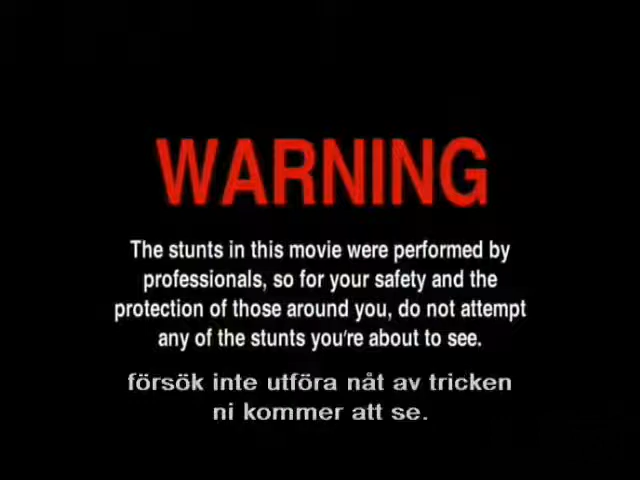 WARNING
The stunts in this movie were performed by
professionals, so for your safety and the
protection of those around you, do not attempt
any of the stunts you're about to see.
försök inte utföra nåt av tricken
ni kommer att se.